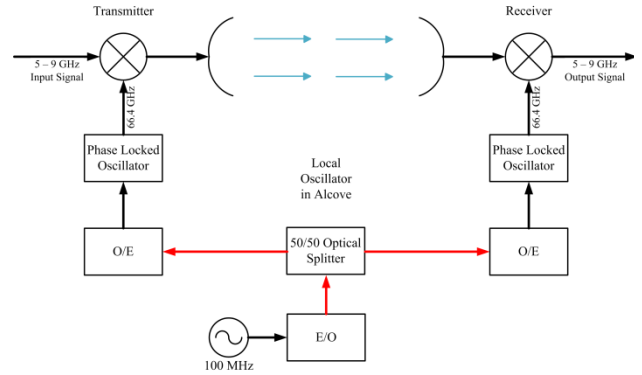 Transmitter
Receiver
5 – 9 GHz
Input Signal
5 – 9 GHz
Output Signal
66.4 GHz
66.4 GHz
Phase Locked
Oscillator
Phase Locked
Oscillator
Local
Oscillator
in Alcove
O/E
50/50 Optical
Splitter
O/E
E/O
100 MHz